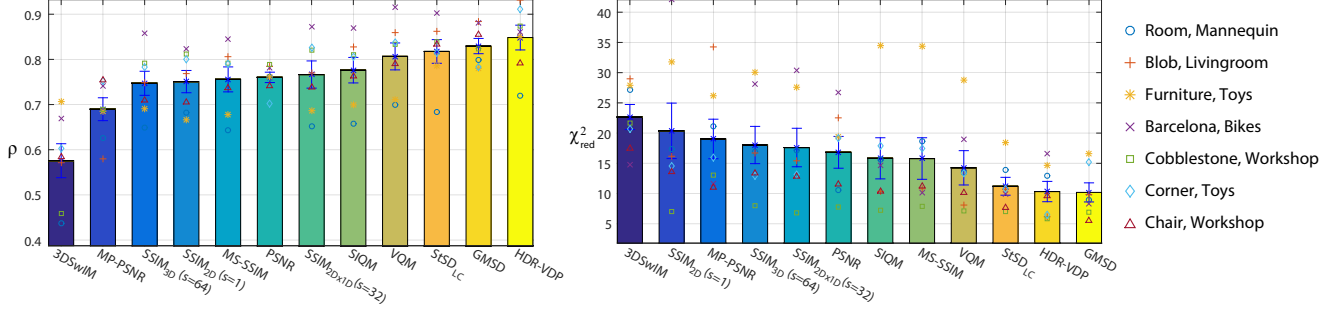 0.9
0.8
0.7
0.6
0.5
0.4
ρ
3DSwIM
MP-PSNR
SSIM3D (s=64)
SSIM2D (s=1)
MS-SSIM
PSNR
SSIM2Dx1D (s=32)
SIQM
VQM
StSDLC
GMSD
HDR-VDP
40
35
30
25
20
15
10
5
χ²red
3DSwIM
SSIM2D (s=1)
MP-PSNR
SSIM3D (s=64)
SSIM2Dx1D (s=32)
PSNR
SIQM
MS-SSIM
VQM
StSDLC
HDR-VDP
GMSD
Room, Mannequin
Blob, Livingroom
Furniture, Toys
Barcelona, Bikes
Cobblestone, Workshop
Corner, Toys
Chair, Workshop